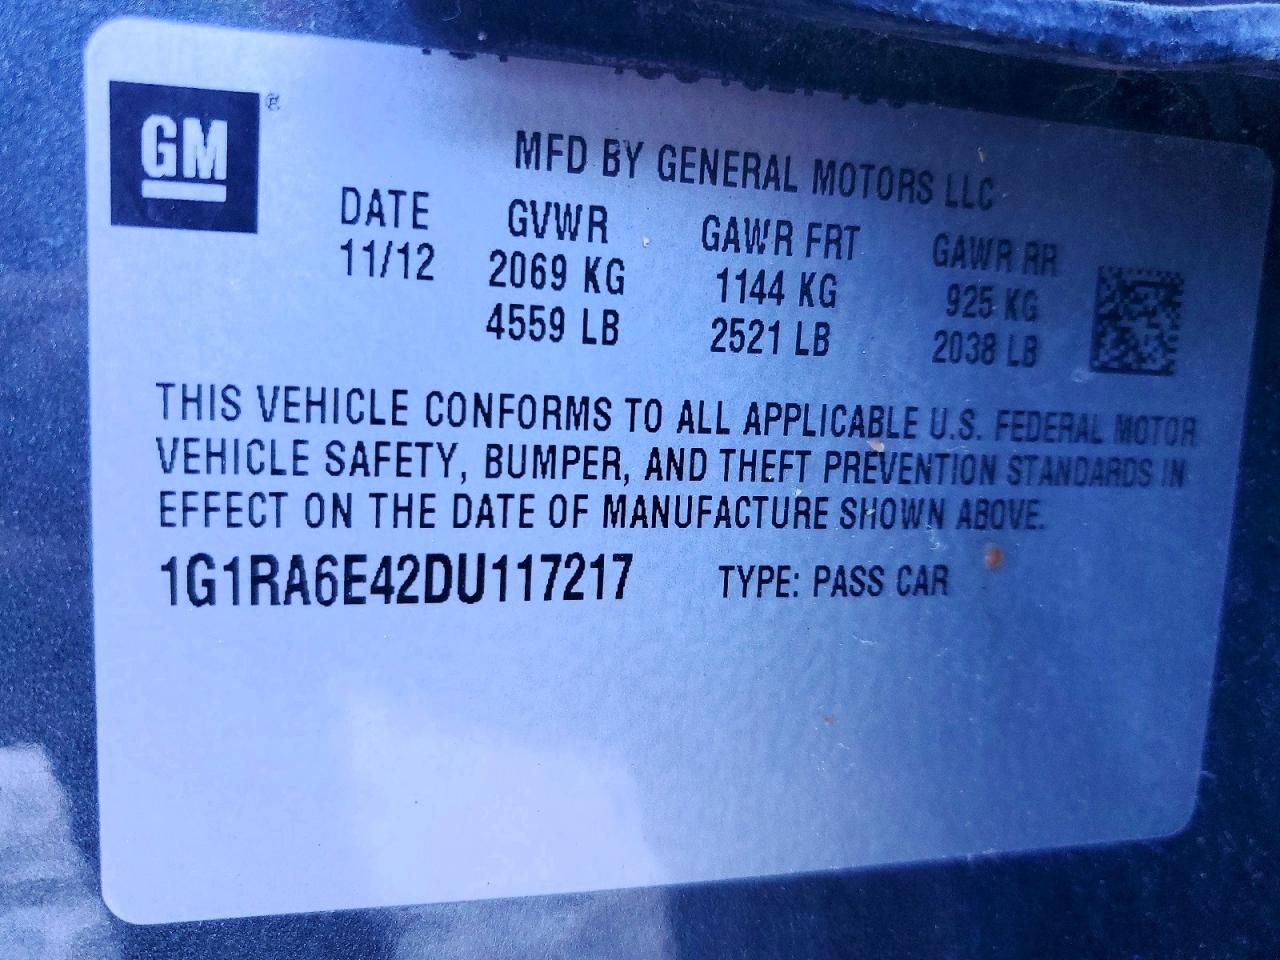 GM ®
MFD BY GENERAL MOTORS LLC
DATE GVWR GAWR FRT GAWR RR
11/12 2069 KG 1144 KG 925 KG
4559 LB 2521 LB 2038 LB
THIS VEHICLE CONFORMS TO ALL APPLICABLE U.S. FEDERAL MOTOR
VEHICLE SAFETY, BUMPER, AND THEFT PREVENTION STANDARDS IN
EFFECT ON THE DATE OF MANUFACTURE SHOWN ABOVE.
1G1RA6E42DU117217 TYPE: PASS CAR